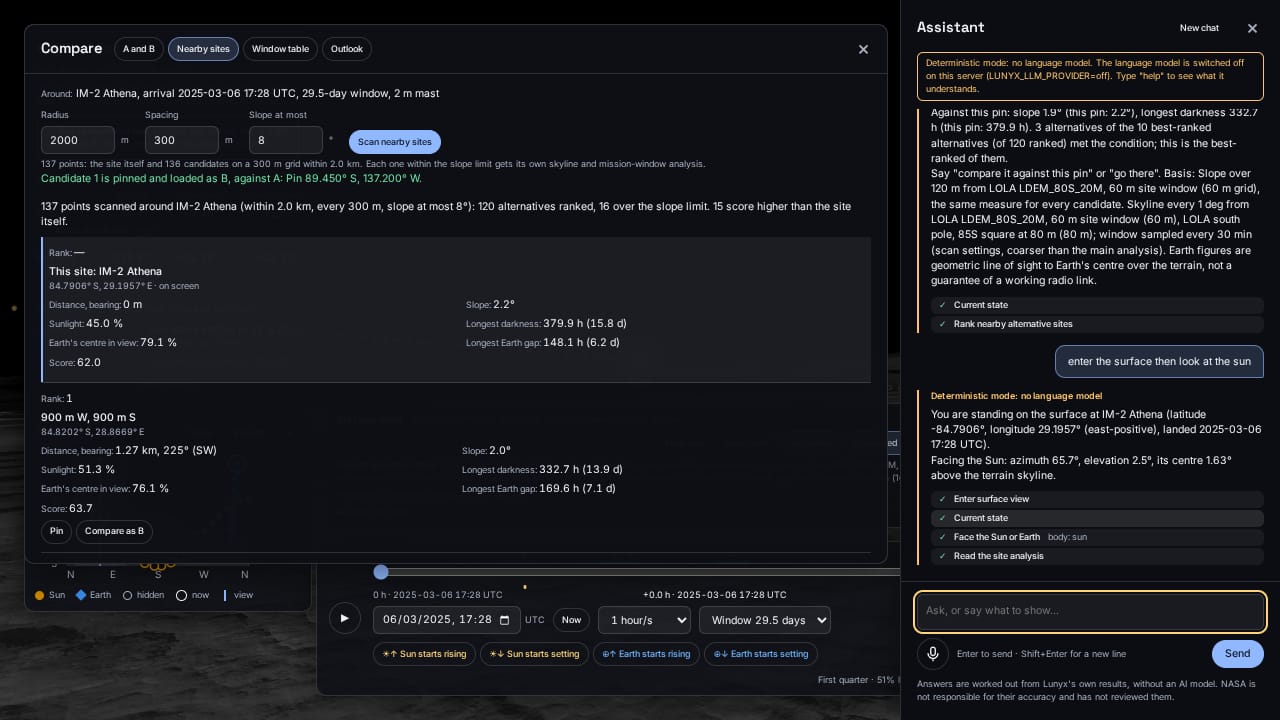 Compare
A and B
Nearby sites
Window table
Outlook
Around: IM-2 Athena, arrival 2025-03-06 17:28 UTC, 29.5-day window, 2 m mast
Radius
Spacing
Slope at most
2000 m
300 m
8 °
Scan nearby sites
137 points: the site itself and 136 candidates on a 300 m grid within 2.0 km. Each one within the slope limit gets its own skyline and mission-window analysis.
Candidate 1 is pinned and loaded as B, against A: Pin 89.450° S, 137.200° W.
137 points scanned around IM-2 Athena (within 2.0 km, every 300 m, slope at most 8°): 120 alternatives ranked, 16 over the slope limit. 15 score higher than the site
itself.
Rank: —
This site: IM-2 Athena
84.7906° S, 29.1957° E · on screen
Distance, bearing: 0 m
Slope: 2.2°
Sunlight: 45.0 %
Longest darkness: 379.9 h (15.8 d)
Earth's centre in view: 79.1 %
Longest Earth gap: 148.1 h (6.2 d)
Score: 62.0
Rank: 1
900 m W, 900 m S
84.8202° S, 28.8669° E
Distance, bearing: 1.27 km, 225° (SW)
Slope: 2.0°
Sunlight: 51.3 %
Longest darkness: 332.7 h (13.9 d)
Earth's centre in view: 76.1 %
Longest Earth gap: 169.6 h (7.1 d)
Score: 63.7
Pin
Compare as B
N E S W N
Sun
Earth
hidden
now
view
0 h · 2025-03-06 17:28 UTC
+0.0 h · 2025-03-06 17:28 UTC
06/03/2025, 17:28
UTC
Now
1 hour/s
Window 29.5 days
☀↑ Sun starts rising
☀↓ Sun starts setting
⊕↑ Earth starts rising
⊕↓ Earth starts setting
First quarter · 51%
Assistant
New chat
Deterministic mode: no language model. The language model is switched off
on this server (LUNYX_LLM_PROVIDER=off). Type "help" to see what it
understands.
Against this pin: slope 1.9° (this pin: 2.2°), longest darkness 332.7
h (this pin: 379.9 h). 3 alternatives of the 10 best-ranked
alternatives (of 120 ranked) met the condition; this is the best-
ranked of them.
Say "compare it against this pin" or "go there". Basis: Slope over
120 m from LOLA LDEM_80S_20M, 60 m site window (60 m grid),
the same measure for every candidate. Skyline every 1 deg from
LOLA LDEM_80S_20M, 60 m site window (60 m), LOLA south
pole, 85S square at 80 m (80 m); window sampled every 30 min
(scan settings, coarser than the main analysis). Earth figures are
geometric line of sight to Earth's centre over the terrain, not a
guarantee of a working radio link.
✓ Current state
✓ Rank nearby alternative sites
enter the surface then look at the sun
Deterministic mode: no language model
You are standing on the surface at IM-2 Athena (latitude
-84.7906°, longitude 29.1957° (east-positive), landed 2025-03-06
17:28 UTC).
Facing the Sun: azimuth 65.7°, elevation 2.5°, its centre 1.63°
above the terrain skyline.
✓ Enter surface view
✓ Current state
✓ Face the Sun or Earth body: sun
✓ Read the site analysis
Ask, or say what to show...
Enter to send · Shift+Enter for a new line
Send
Answers are worked out from Lunyx's own results, without an AI model. NASA is
not responsible for their accuracy and has not reviewed them.